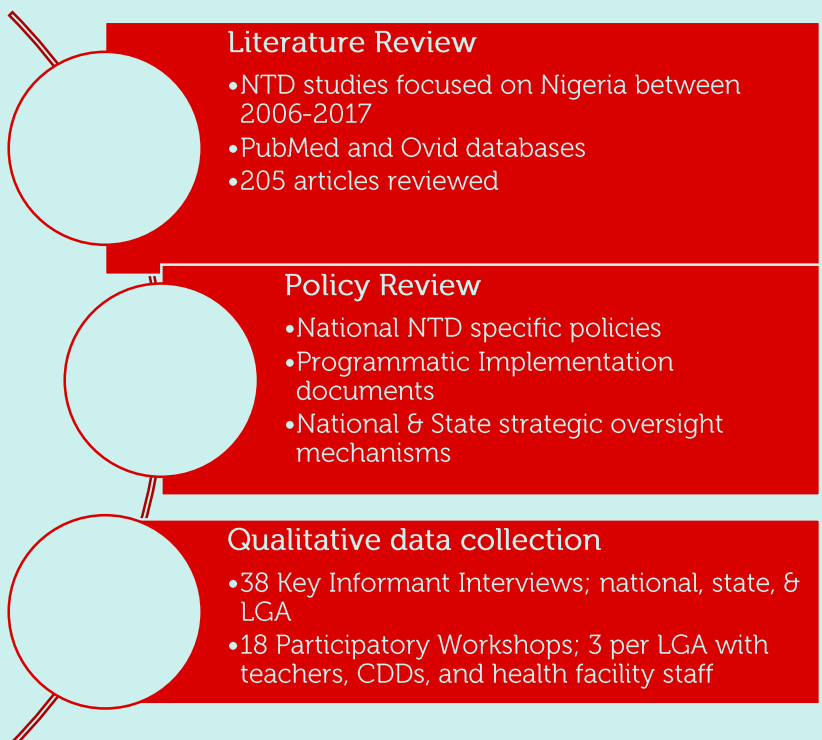 Literature Review
•NTD studies focused on Nigeria between
2006-2017
•PubMed and Ovid databases
•205 articles reviewed
Policy Review
•National NTD specific policies
•Programmatic Implementation
documents
•National & State strategic oversight
mechanisms
Qualitative data collection
•38 Key Informant Interviews; national, state, &
LGA
•18 Participatory Workshops; 3 per LGA with
teachers, CDDs, and health facility staff